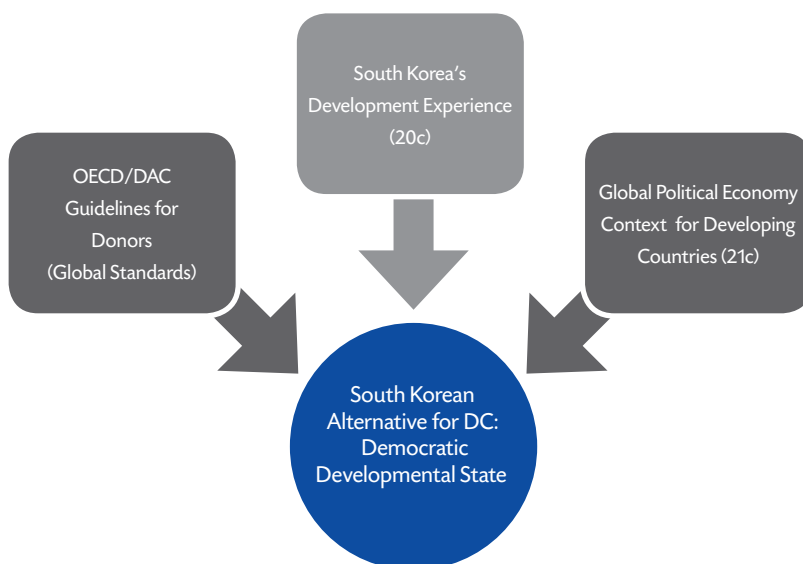 South Korea's
Development Experience
(20c)
OECD/DAC
Guidelines for
Donors
(Global Standards)
Global Political Economy
Context for Developing
Countries (21c)
South Korean
Alternative for DC:
Democratic
Developmental State